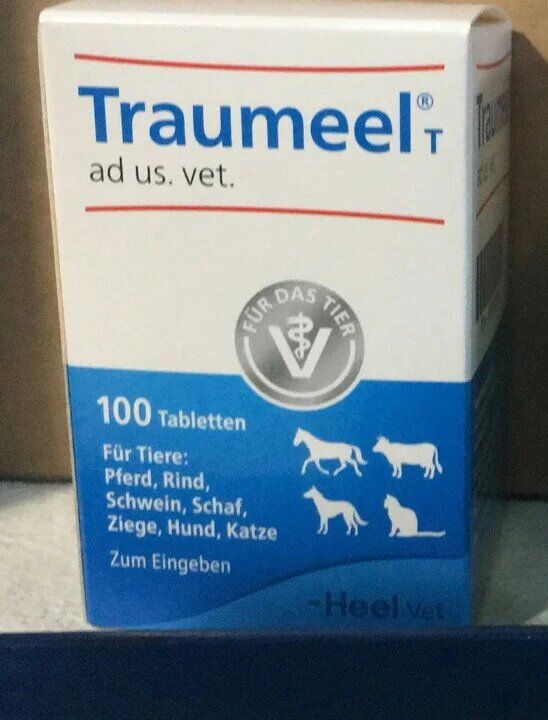 Traumeel® T
ad us. vet.
FÜR DAS TIER
V
100 Tabletten
Für Tiere:
Pferd, Rind,
Schwein, Schaf,
Ziege, Hund, Katze
Zum Eingeben
-Heel Vet
Traumeel